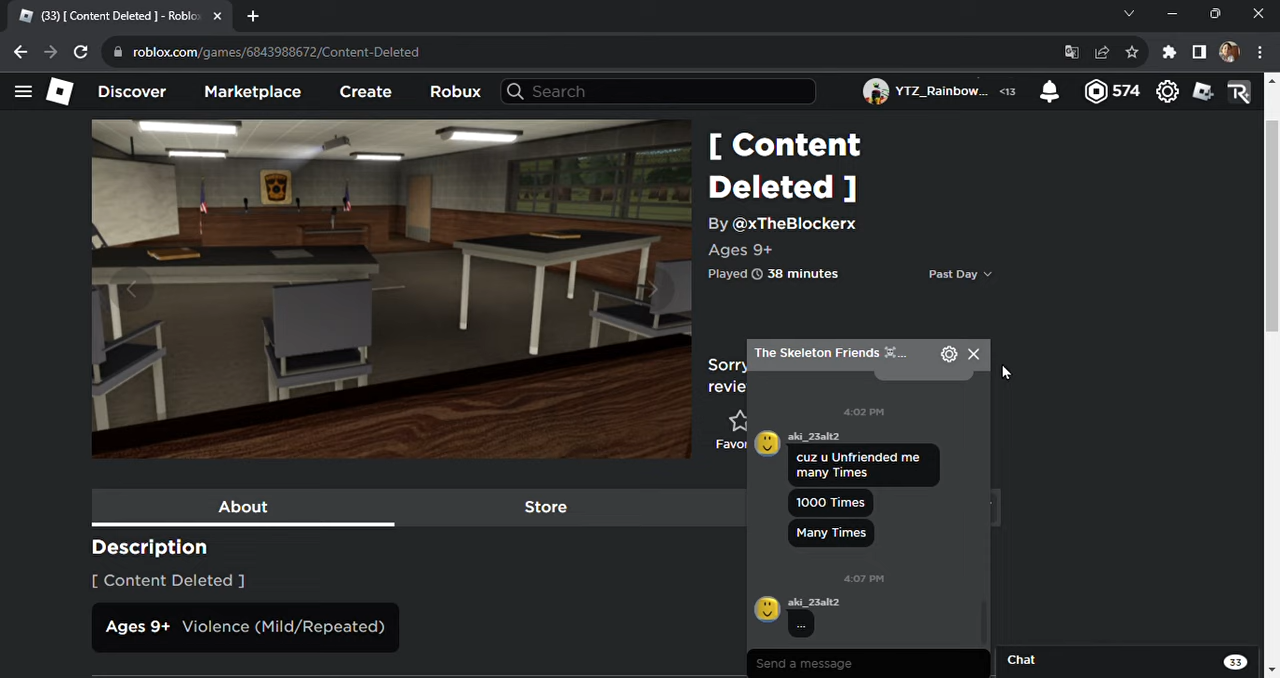 (33) [ Content Deleted ] - Roblox
roblox.com/games/6843988672/Content-Deleted
Discover
Marketplace
Create
Robux
Search
YTZ_Rainbow...
<13
574
[ Content
Deleted ]
By @xTheBlockerx
Ages 9+
Played 38 minutes
Past Day
Sorry
revie
Favor
About
Store
Description
[ Content Deleted ]
Ages 9+ Violence (Mild/Repeated)
The Skeleton Friends ☠...
4:02 PM
aki_23alt2
cuz u Unfriended me
many Times
1000 Times
Many Times
4:07 PM
aki_23alt2
...
Send a message
Chat
33